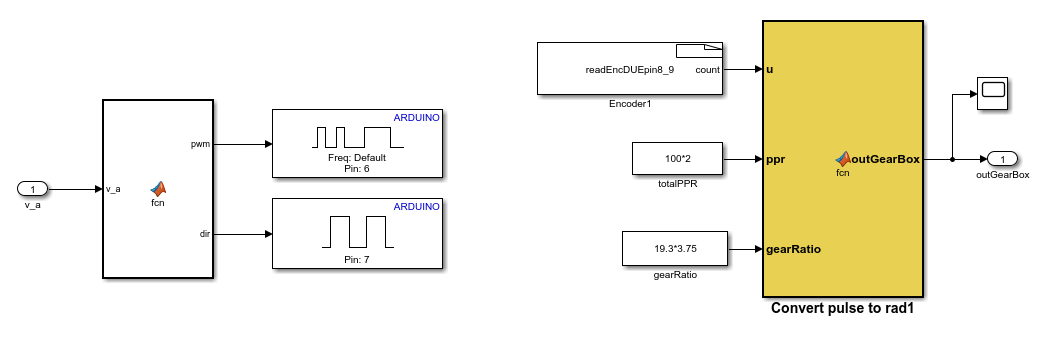 1
v_a
v_a
pwm
dir
fcn
ARDUINO
Freq: Default
Pin: 6
ARDUINO
Pin: 7
readEncDUEpin8_9
count
Encoder1
100*2
totalPPR
19.3*3.75
gearRatio
u
ppr
gearRatio
outGearBox
fcn
Convert pulse to rad1
1
outGearBox